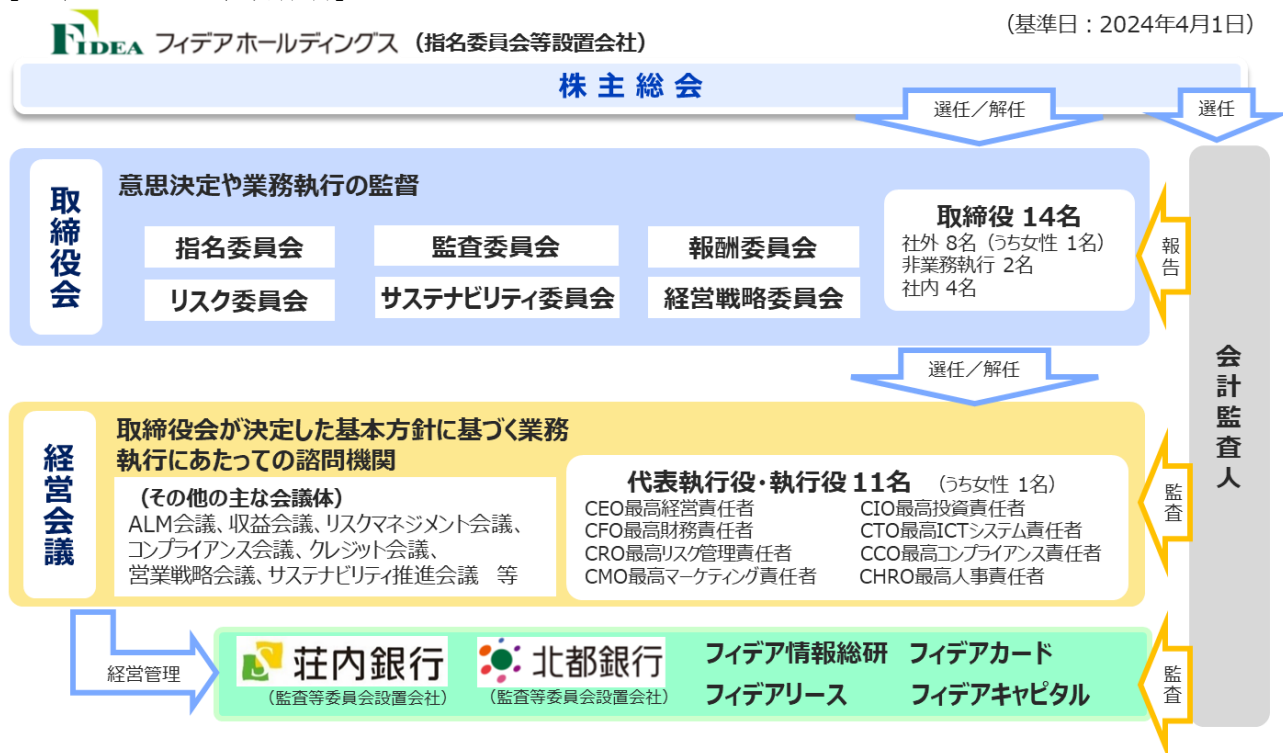 FIDEA フィデアホールディングス (指名委員会等設置会社)
(基準日:2024年4月1日)
株主総会
選任/解任
選任
取締役会
意思決定や業務執行の監督
指名委員会
監査委員会
報酬委員会
リスク委員会
サステナビリティ委員会
経営戦略委員会
取締役 14名
社外 8名(うち女性 1名)
非業務執行 2名
社内 4名
報告
選任/解任
会計監査人
経営会議
取締役会が決定した基本方針に基づく業務
執行にあたっての諮問機関
(その他の主な会議体)
ALM会議、収益会議、リスクマネジメント会議、
コンプライアンス会議、クレジット会議、
営業戦略会議、サステナビリティ推進会議 等
代表執行役・執行役 11名 (うち女性 1名)
CEO最高経営責任者
CFO最高財務責任者
CRO最高リスク管理責任者
CMO最高マーケティング責任者
CIO最高投資責任者
CTO最高ICTシステム責任者
CCO最高コンプライアンス責任者
CHRO最高人事責任者
監査
経営管理
荘内銀行
(監査等委員会設置会社)
北都銀行
(監査等委員会設置会社)
フィデア情報総研
フィデアカード
フィデアリース
フィデアキャピタル
監査